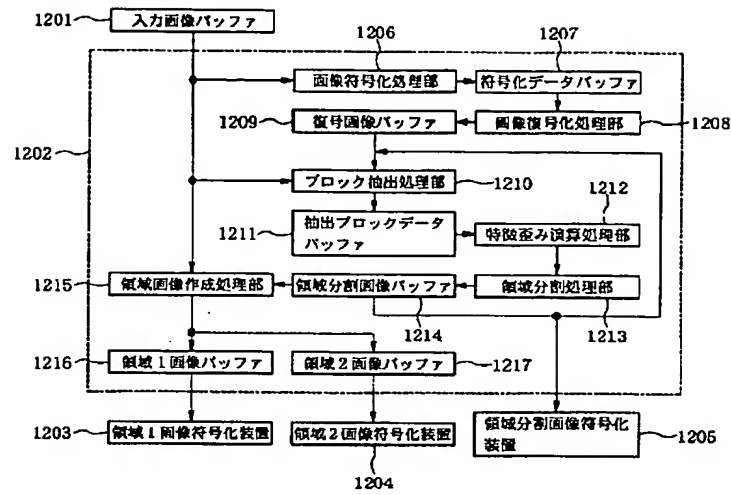 1201
入力画像バッファ
1206
1207
画像符号化処理部
符号化データバッファ
1209
復号画像バッファ
画像復号化処理部
1208
1202
ブロック抽出処理部
1210
1212
1211
抽出ブロックデータ
バッファ
特徴歪み演算処理部
1215
領域画像作成処理部
領域分割画像バッファ
領域分割処理部
1214
1213
1216
領域1画像バッファ
領域2画像バッファ
1217
1203
領域1画像符号化装置
領域2画像符号化装置
領域分割画像符号化
装置
1205
1204